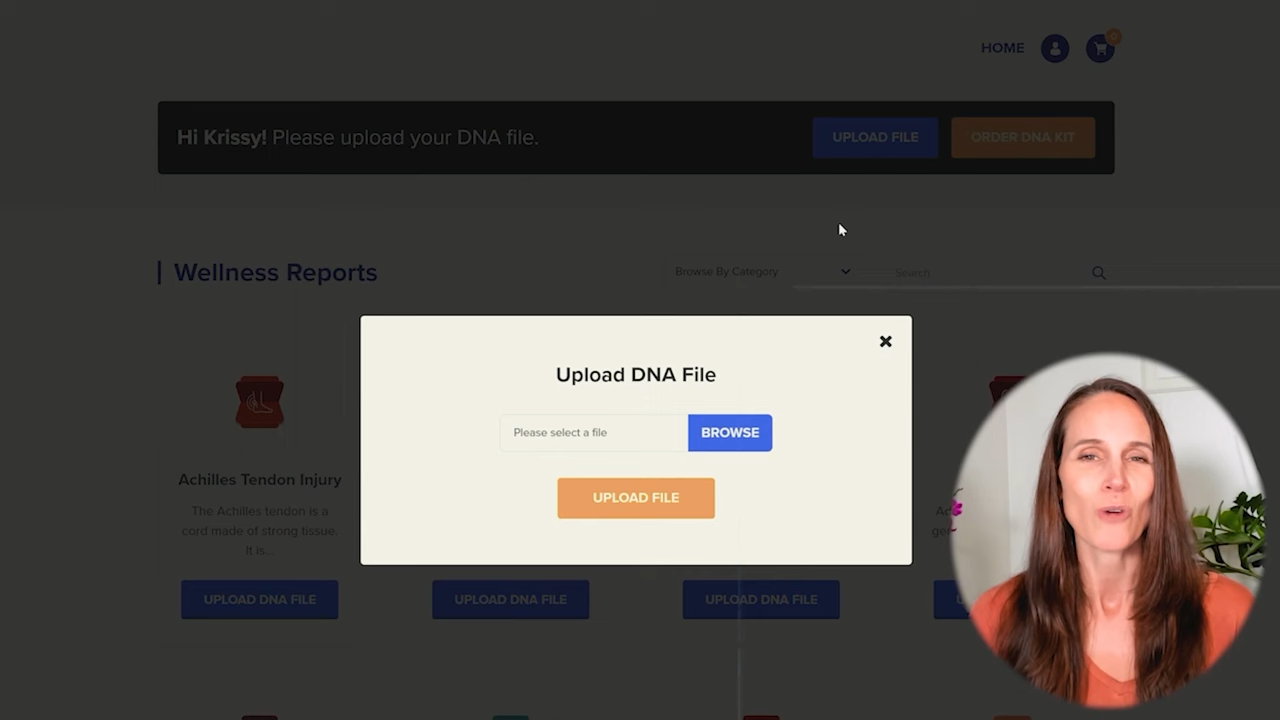 HOME
0
Hi Krissy! Please upload your DNA file.
UPLOAD FILE
ORDER DNA KIT
Wellness Reports
Browse By Category
Search
Upload DNA File
Please select a file
BROWSE
UPLOAD FILE
Achilles Tendon Injury
The Achilles tendon is a
cord made of strong tissue.
It is...
UPLOAD DNA FILE
UPLOAD DNA FILE
UPLOAD DNA FILE